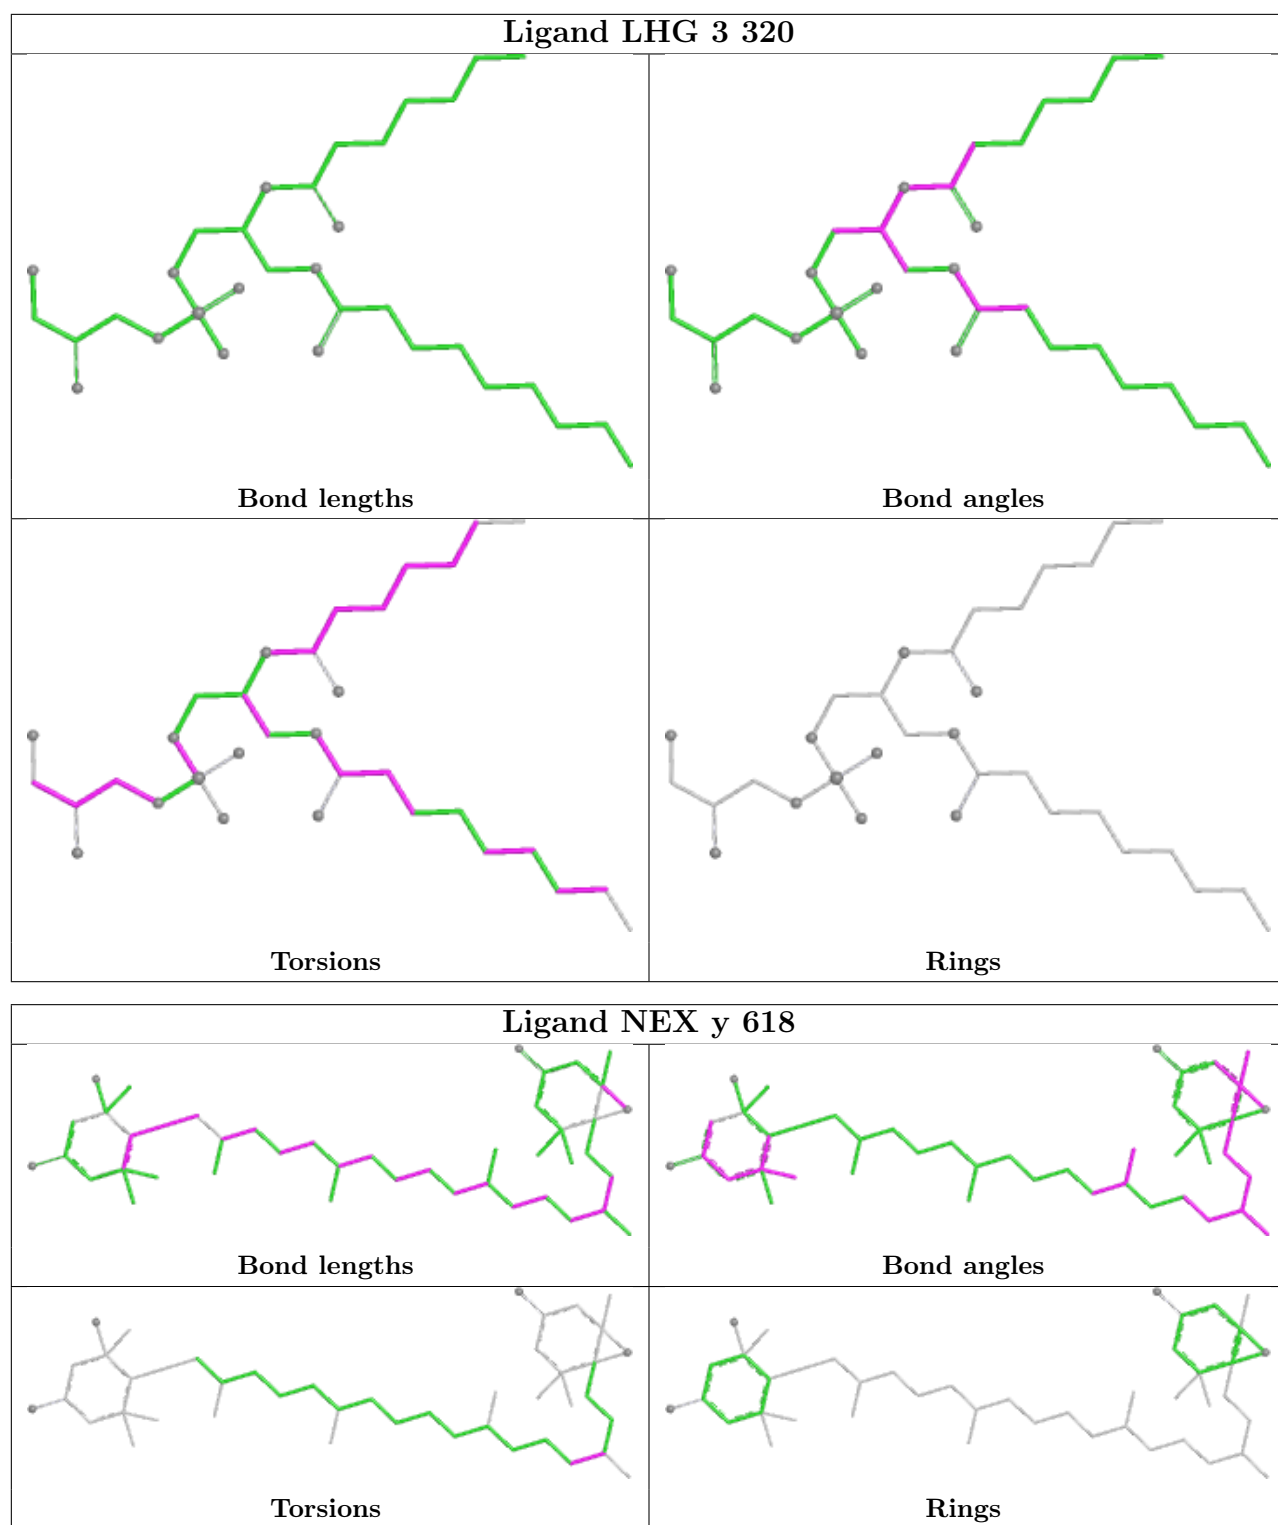 Ligand LHG 3 320
Bond lengths
Bond angles
Torsions
Rings
Ligand NEX y 618
Bond lengths
Bond angles
Torsions
Rings